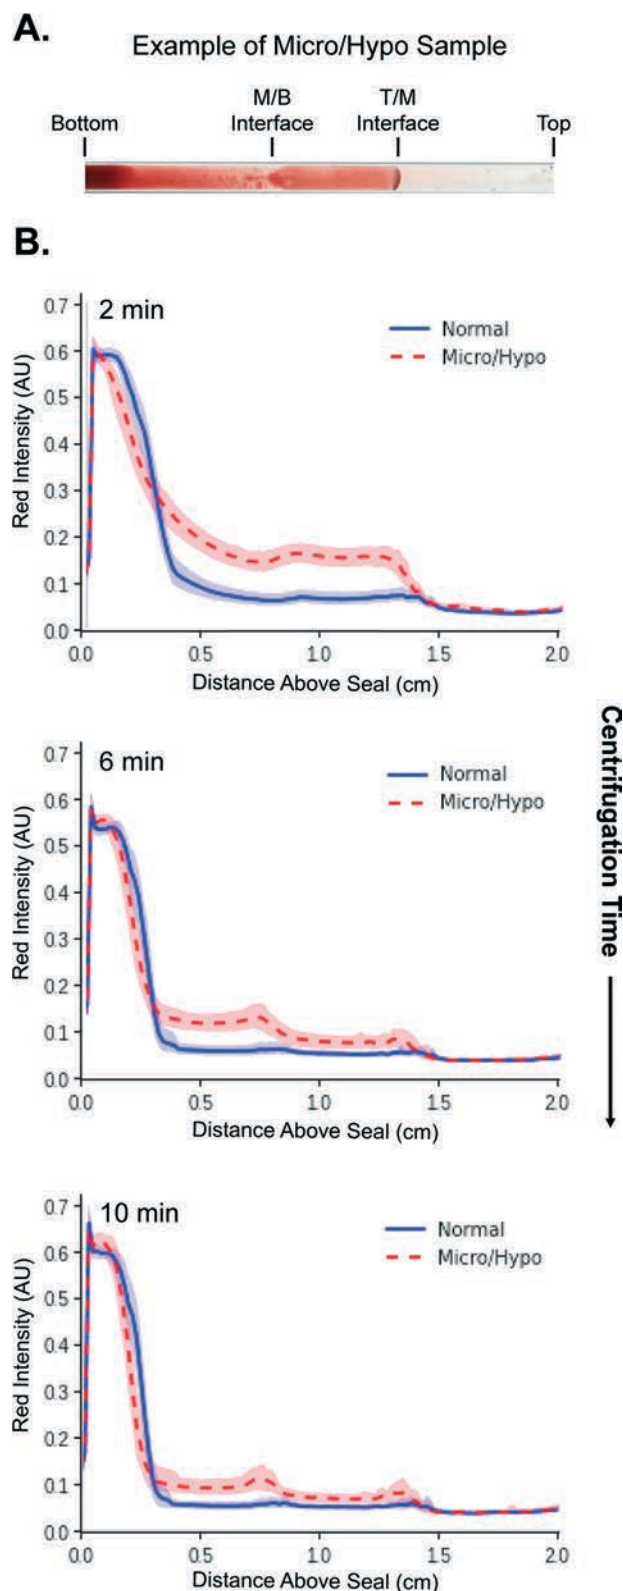 A.
Example of Micro/Hypo Sample
M/B
Interface
T/M
Interface
Bottom
Top
B.
2 min
Normal
Micro/Hypo
Red Intensity (AU)
0.7
0.6
0.5
0.4
0.3
0.2
0.1
0.0
0.0 0.5 1.0 1.5 2.0
Distance Above Seal (cm)
6 min
Normal
Micro/Hypo
Red Intensity (AU)
0.7
0.6
0.5
0.4
0.3
0.2
0.1
0.0
0.0 0.5 1.0 1.5 2.0
Distance Above Seal (cm)
Centrifugation Time
10 min
Normal
Micro/Hypo
Red Intensity (AU)
0.7
0.6
0.5
0.4
0.3
0.2
0.1
0.0
0.0 0.5 1.0 1.5 2.0
Distance Above Seal (cm)